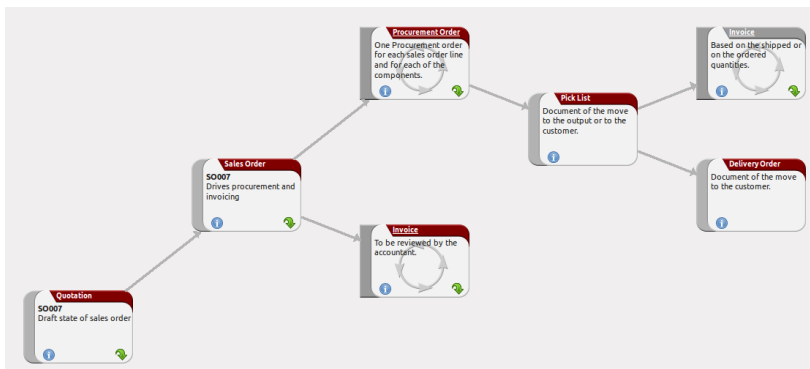 Procurement Order
One Procurement order
for each sales order line
and for each of the
components.
Invoice
Based on the shipped or
on the ordered
quantities.
Pick List
Document of the move
to the output or to the
customer.
Sales Order
SO007
Drives procurement and
invoicing
Delivery Order
Document of the move
to the customer.
Invoice
To be reviewed by the
accountant.
Quotation
SO007
Draft state of sales order